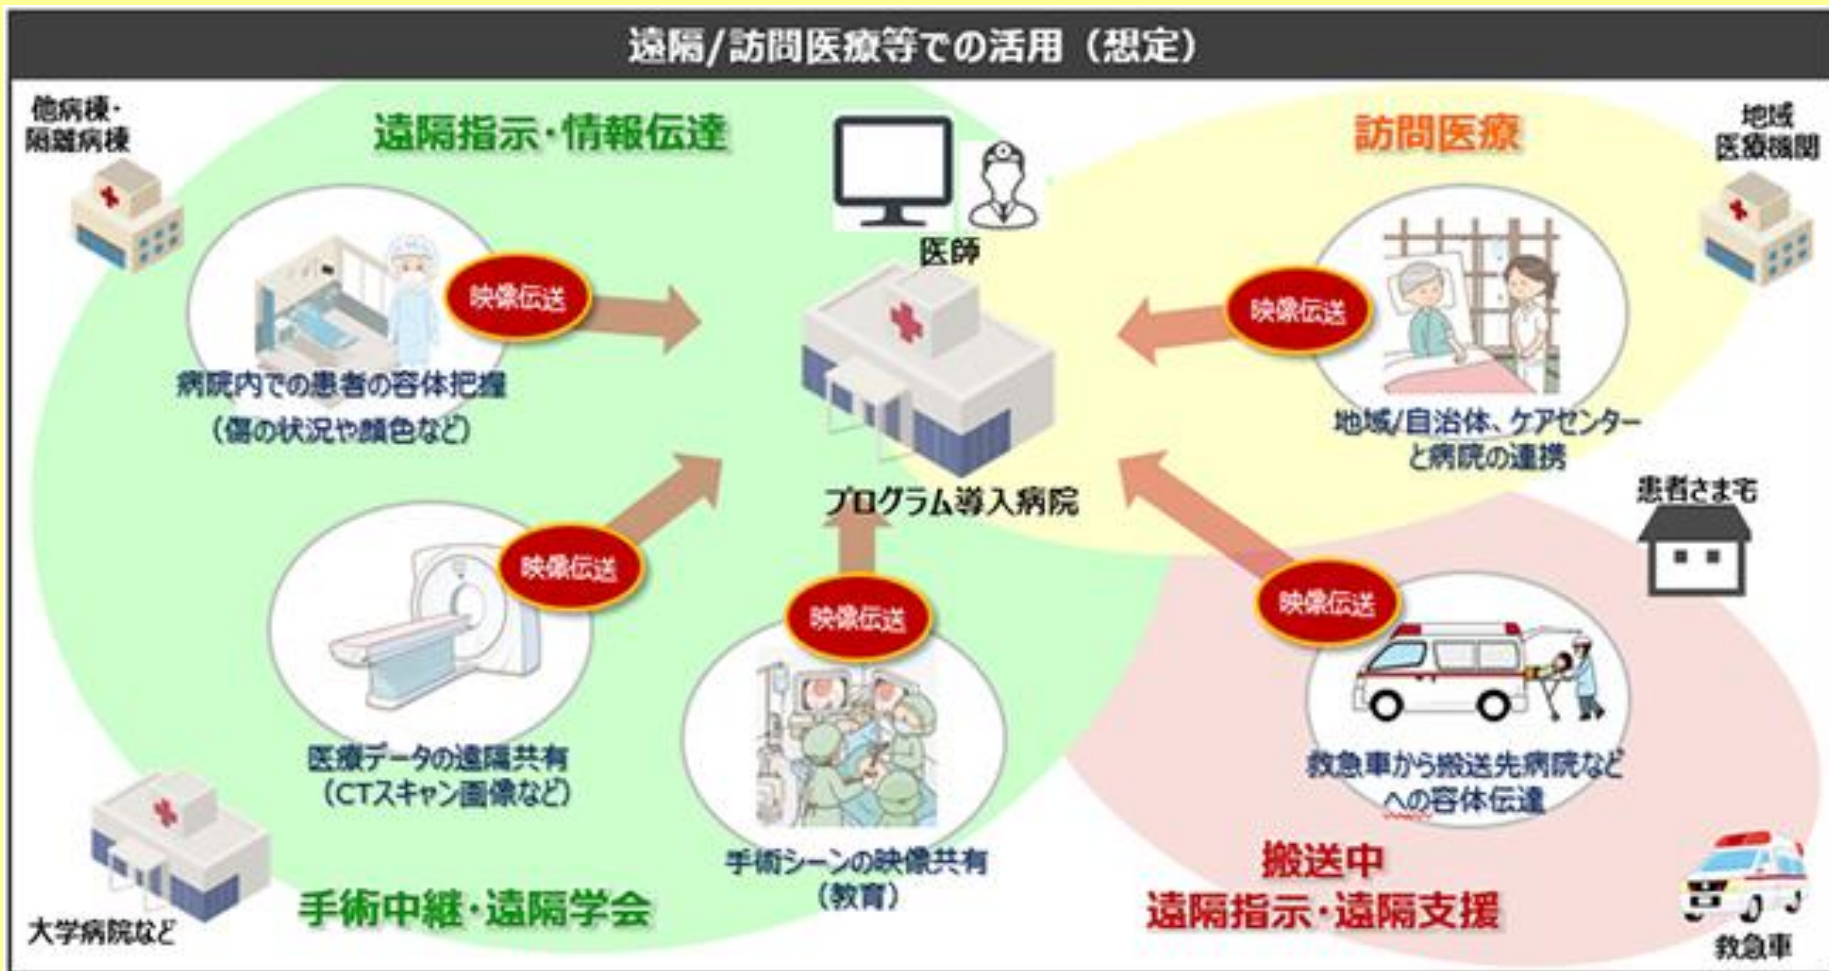 遠隔/訪問医療等での活用（想定）
他病棟・
隔離病棟
遠隔指示・情報伝達
医師
訪問医療
地域
医療機関
映像伝送
病院内での患者の容体把握
（傷の状況や顔色など）
映像伝送
地域/自治体、ケアセンター
と病院の連携
プログラム導入病院
患者さま宅
映像伝送
医療データの遠隔共有
（CTスキャン画像など）
映像伝送
手術シーンの映像共有
（教育）
映像伝送
救急車から搬送先病院など
への容体伝達
大学病院など
手術中継・遠隔学会
搬送中
遠隔指示・遠隔支援
救急車